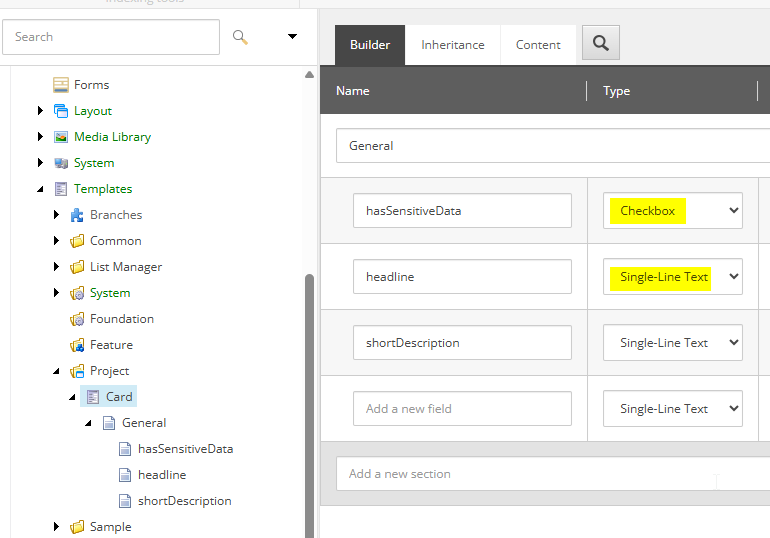 Indexing tools
Search
Forms
Layout
Media Library
System
Templates
Branches
Common
List Manager
System
Foundation
Feature
Project
Card
General
hasSensitiveData
headline
shortDescription
Sample
Builder Inheritance Content
Name Type
General
hasSensitiveData Checkbox
headline Single-Line Text
shortDescription Single-Line Text
Add a new field Single-Line Text
Add a new section